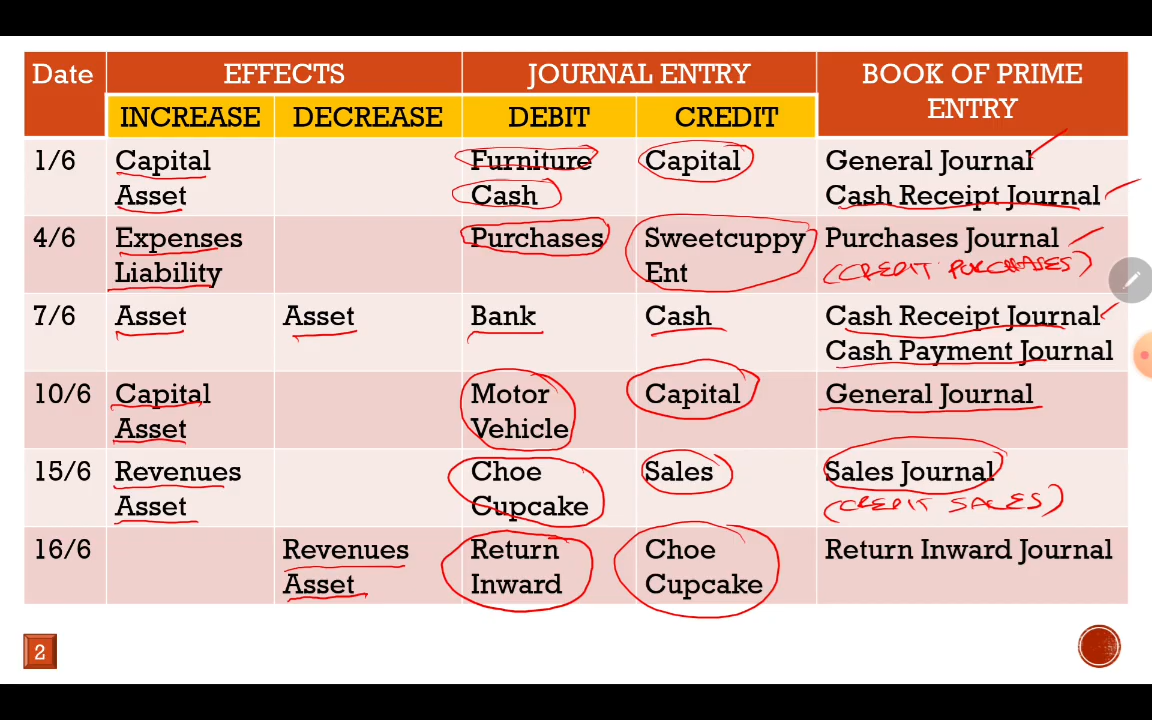 Date EFFECTS JOURNAL ENTRY BOOK OF PRIME
ENTRY
INCREASE DECREASE DEBIT CREDIT
1/6 Capital Furniture Capital General Journal
Asset Cash Cash Receipt Journal
4/6 Expenses Purchases Sweetcuppy Purchases Journal
Liability Ent (CREDIT PURCHASES)
7/6 Asset Asset Bank Cash Cash Receipt Journal
Cash Payment Journal
10/6 Capital Motor Capital General Journal
Asset Vehicle
15/6 Revenues Choe Sales Sales Journal
Asset Cupcake (CREDIT SALES)
16/6 Revenues Return Choe Return Inward Journal
Asset Inward Cupcake
2